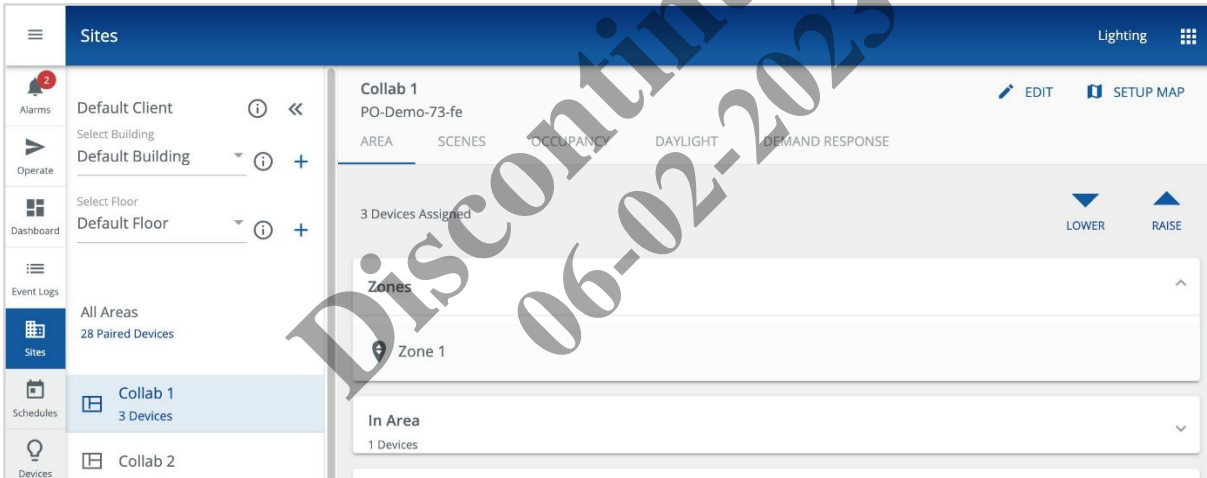 Sites
Lighting
2
Alarms
Operate
Dashboard
Event Logs
Sites
Schedules
Devices
Default Client
Select Building
Default Building
Select Floor
Default Floor
All Areas
28 Paired Devices
Collab 1
3 Devices
Collab 2
Collab 1
PO-Demo-73-fe
EDIT
SETUP MAP
AREA SCENES OCCUPANCY DAYLIGHT DEMAND RESPONSE
3 Devices Assigned
LOWER
RAISE
Zones
Zone 1
In Area
1 Devices
06-02-2023